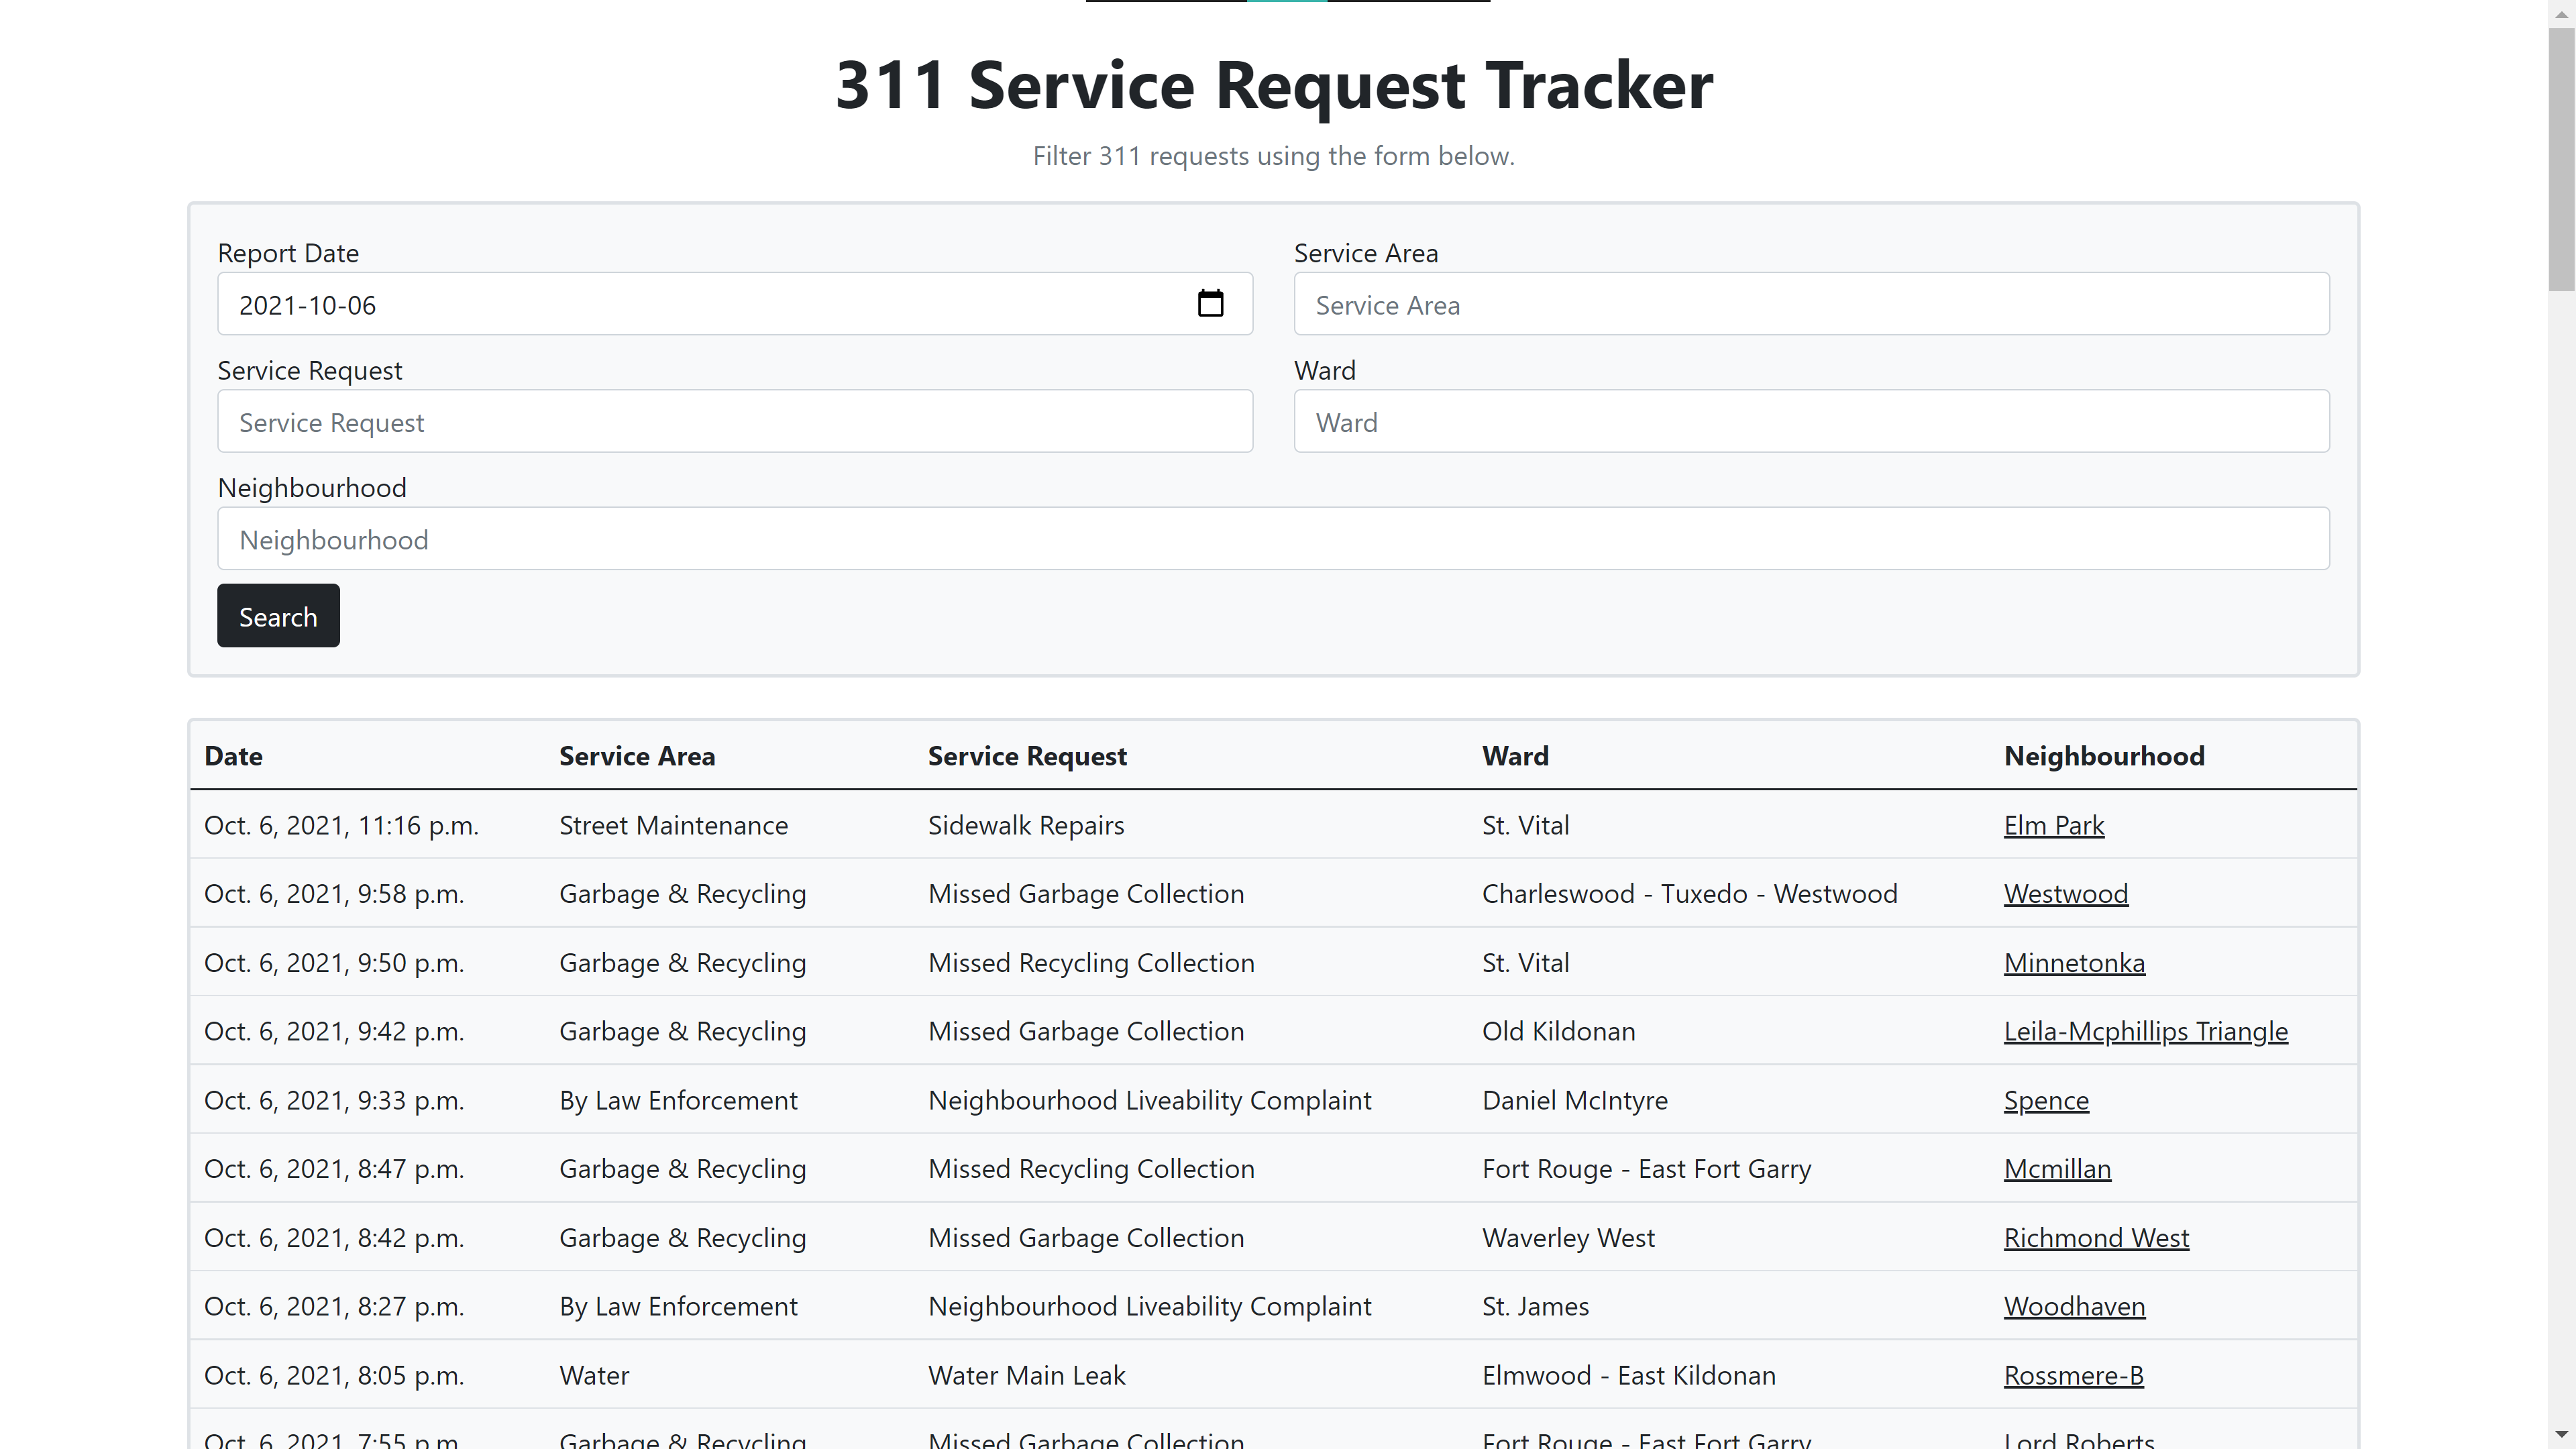 311 Service Request Tracker
Filter 311 requests using the form below.
Report Date Service Area
2021-10-06 Service Area
Service Request Ward
Service Request Ward
Neighbourhood
Neighbourhood
Search
Date Service Area Service Request Ward Neighbourhood
Oct. 6, 2021, 11:16 p.m. Street Maintenance Sidewalk Repairs St. Vital Elm Park
Oct. 6, 2021, 9:58 p.m. Garbage & Recycling Missed Garbage Collection Charleswood - Tuxedo - Westwood Westwood
Oct. 6, 2021, 9:50 p.m. Garbage & Recycling Missed Recycling Collection St. Vital Minnetonka
Oct. 6, 2021, 9:42 p.m. Garbage & Recycling Missed Garbage Collection Old Kildonan Leila-Mcphillips Triangle
Oct. 6, 2021, 9:33 p.m. By Law Enforcement Neighbourhood Liveability Complaint Daniel McIntyre Spence
Oct. 6, 2021, 8:47 p.m. Garbage & Recycling Missed Recycling Collection Fort Rouge - East Fort Garry Mcmillan
Oct. 6, 2021, 8:42 p.m. Garbage & Recycling Missed Garbage Collection Waverley West Richmond West
Oct. 6, 2021, 8:27 p.m. By Law Enforcement Neighbourhood Liveability Complaint St. James Woodhaven
Oct. 6, 2021, 8:05 p.m. Water Water Main Leak Elmwood - East Kildonan Rossmere-B
Oct. 6, 2021, 7:55 p.m. Garbage & Recycling Missed Garbage Collection Fort Rouge - East Fort Garry Lord Roberts